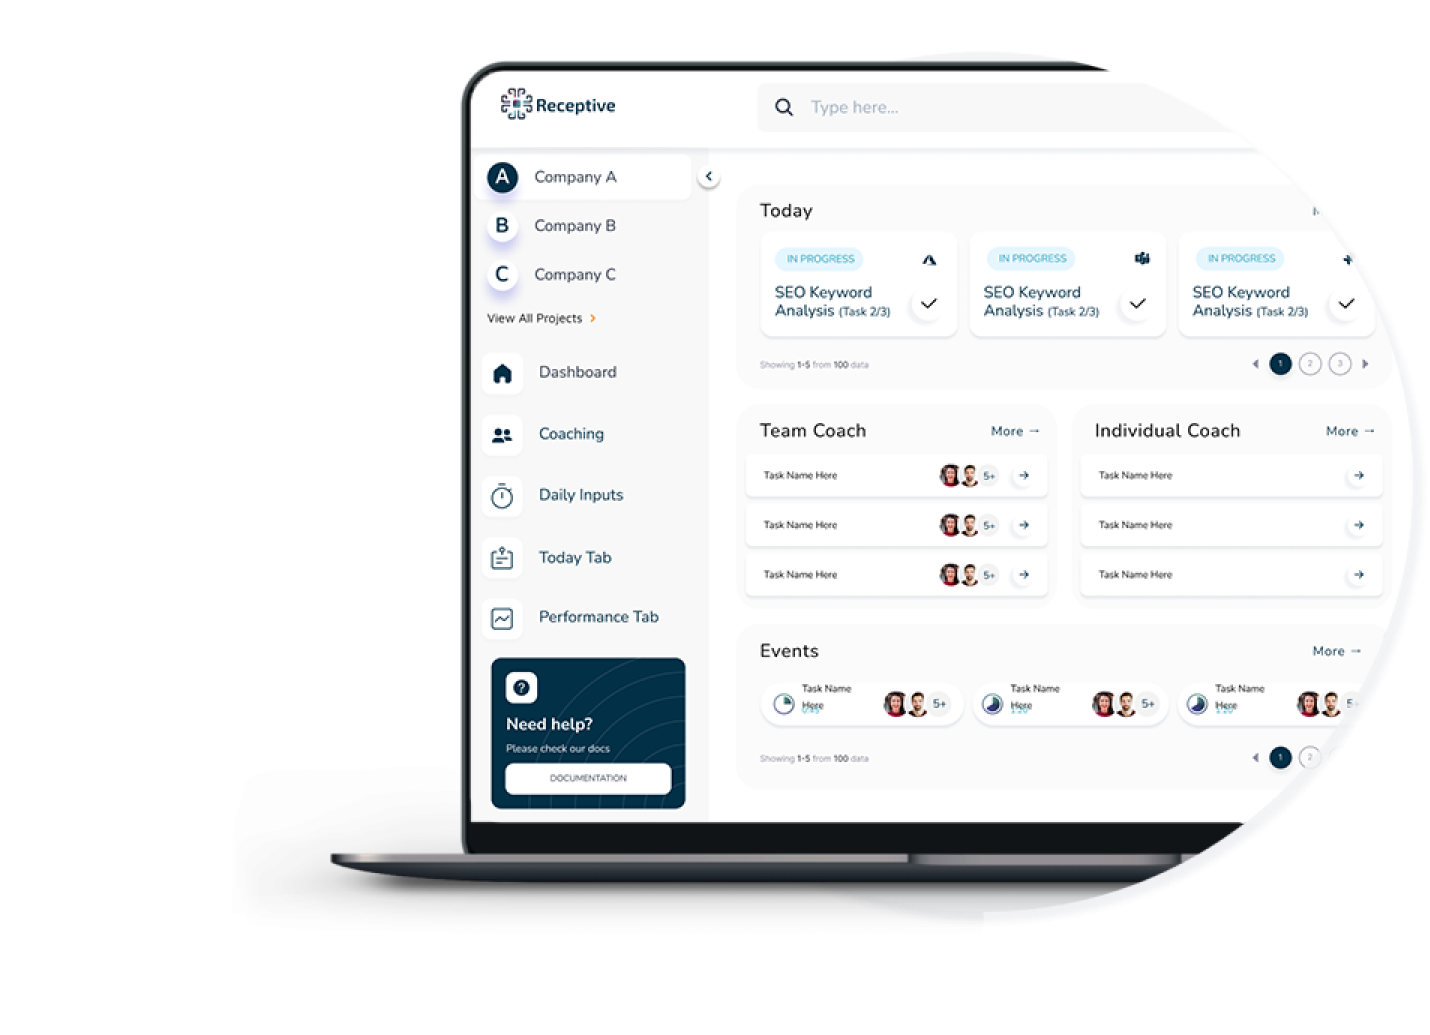 Receptive
Type here...
A Company A
B Company B
C Company C
View All Projects
Dashboard
Coaching
Daily Inputs
Today Tab
Performance Tab
?
Need help?
Please check our docs
DOCUMENTATION
Today
IN PROGRESS
SEO Keyword
Analysis (Task 2/3)
IN PROGRESS
SEO Keyword
Analysis (Task 2/3)
IN PROGRESS
SEO Keyword
Analysis (Task 2/3)
Showing 1-5 from 100 data
1 2 3
Team Coach More →
Task Name Here 5+
Task Name Here 5+
Task Name Here 5+
Individual Coach More →
Task Name Here
Task Name Here
Task Name Here
Events More →
Task Name
Here
5+
Task Name
Here
5+
Task Name
Here
Showing 1-5 from 100 data
1 2